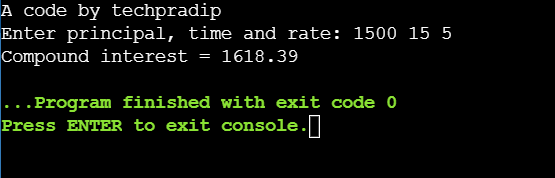 A code by techpradip
Enter principal, time and rate: 1500 15 5
Compound interest = 1618.39
...Program finished with exit code 0
Press ENTER to exit console.